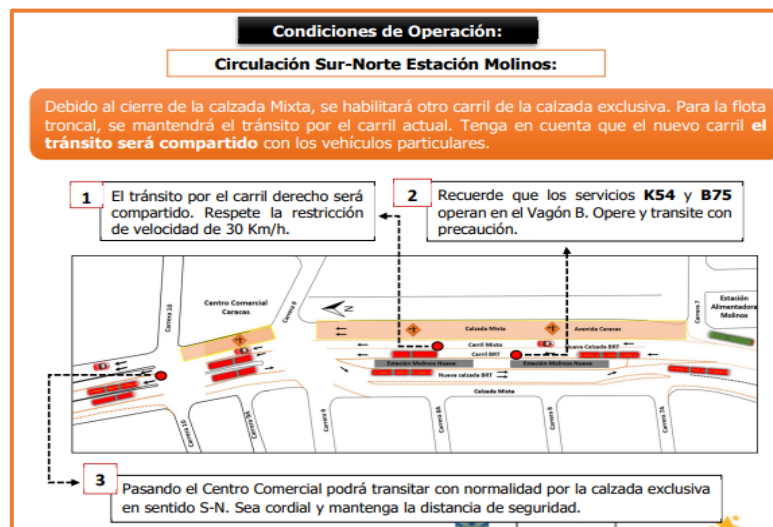 Condiciones de Operación:
Circulación Sur-Norte Estación Molinos:
Debido al cierre de la calzada Mixta, se habilitará otro carril de la calzada exclusiva. Para la flota
troncal, se mantendrá el tránsito por el carril actual. Tenga en cuenta que el nuevo carril el
tránsito será compartido con los vehículos particulares.
1
El tránsito por el carril derecho será
compartido. Respete la restricción
de velocidad de 30 Km/h.
2
Recuerde que los servicios K54 y B75
operan en el Vagón B. Opere y transite con
precaución.
Carrera 10
Centro Comercial
Caracas
Carrera 9
N
Carrera 7
Estación
Alimentadora
Molinos
Calzada Mixta
Avenida Caracas
Carril Mixto
Nueva Calzada BRT
Carril BRT
Estación Molinos Nueva
Estación Molinos Nueva
Nueva calzada BRT
Calzada Mixta
Carrera 10
Carrera 9A
Carrera 9
Carrera 8A
Carrera 8
Carrera 7A
3
Pasando el Centro Comercial podrá transitar con normalidad por la calzada exclusiva
en sentido S-N. Sea cordial y mantenga la distancia de seguridad.